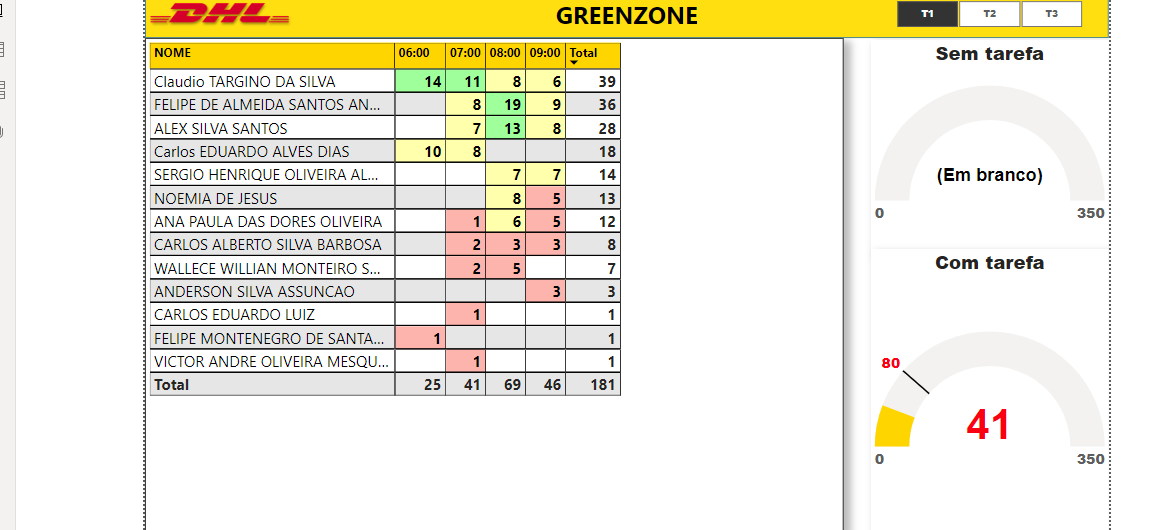 DHL
GREENZONE
T1 T2 T3
NOME 06:00 07:00 08:00 09:00 Total
Claudio TARGINO DA SILVA 14 11 8 6 39
FELIPE DE ALMEIDA SANTOS AN... 8 19 9 36
ALEX SILVA SANTOS 7 13 8 28
Carlos EDUARDO ALVES DIAS 10 8 18
SERGIO HENRIQUE OLIVEIRA AL... 7 7 14
NOEMIA DE JESUS 8 5 13
ANA PAULA DAS DORES OLIVEIRA 1 6 5 12
CARLOS ALBERTO SILVA BARBOSA 2 3 3 8
WALLECE WILLIAN MONTEIRO S... 2 5 7
ANDERSON SILVA ASSUNCAO 3 3
CARLOS EDUARDO LUIZ 1 1
FELIPE MONTENEGRO DE SANTA... 1 1
VICTOR ANDRE OLIVEIRA MESQU... 1 1
Total 25 41 69 46 181
Sem tarefa
(Em branco)
0 350
Com tarefa
80
41
0 350